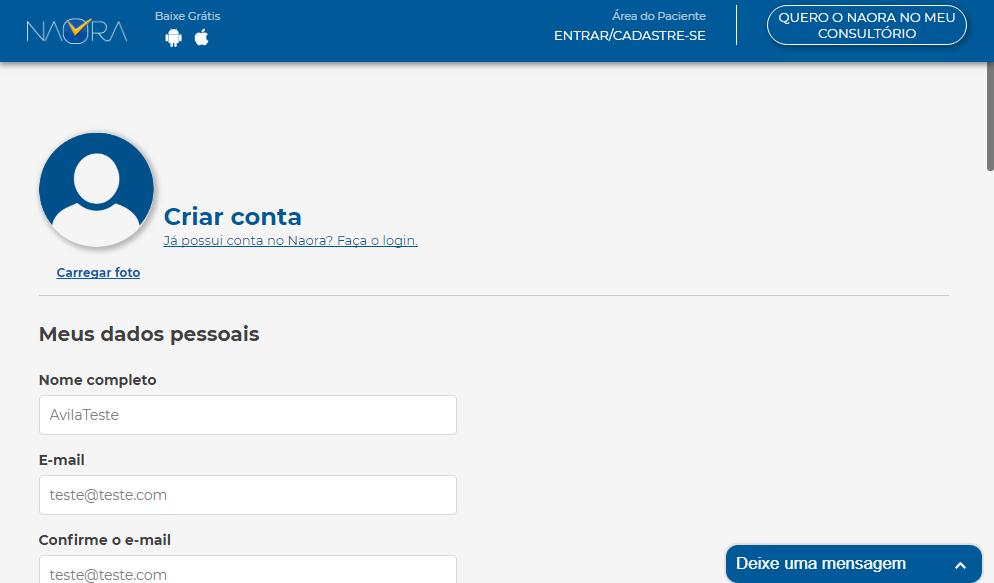 NAORA
Baixe Grátis
Área do Paciente
ENTRAR/CADASTRE-SE
QUERO O NAORA NO MEU
CONSULTÓRIO
Criar conta
Já possui conta no Naora? Faça o login.
Carregar foto
Meus dados pessoais
Nome completo
AvilaTeste
E-mail
teste@teste.com
Confirme o e-mail
teste@teste.com
Deixe uma mensagem